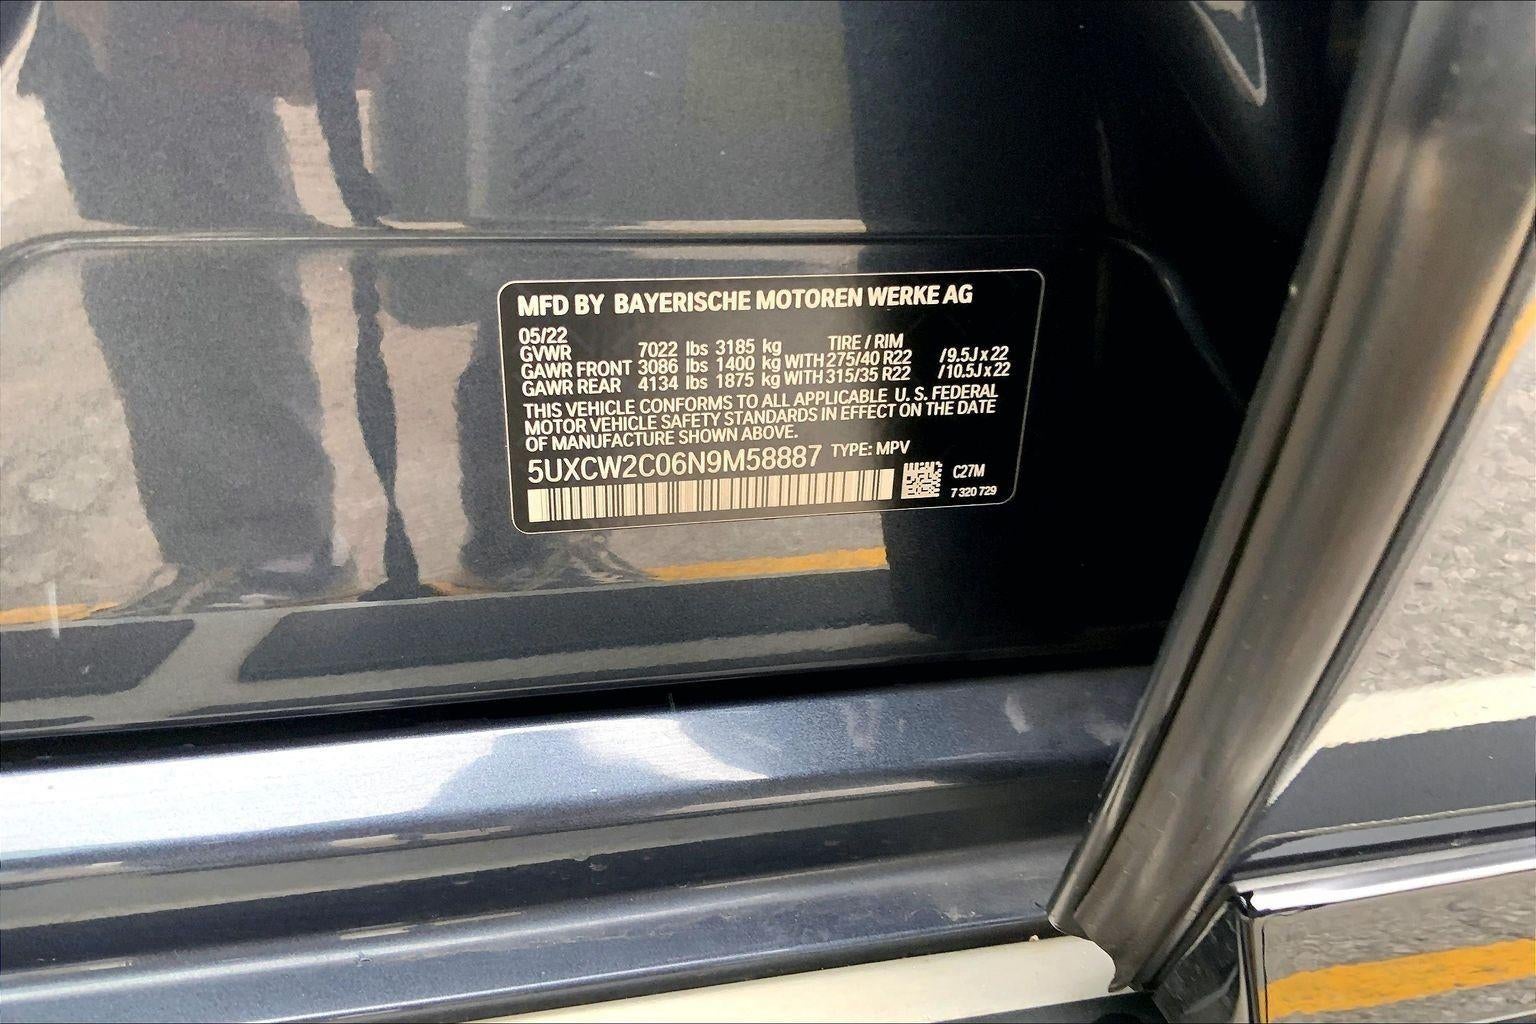 MFD BY BAYERISCHE MOTOREN WERKE AG
05/22
GVWR 7022 lbs 3185 kg TIRE / RIM
GAWR FRONT 3086 lbs 1400 kg WITH 275/40 R22 /9.5J x 22
GAWR REAR 4134 lbs 1875 kg WITH 315/35 R22 /10.5J x 22
THIS VEHICLE CONFORMS TO ALL APPLICABLE U. S. FEDERAL
MOTOR VEHICLE SAFETY STANDARDS IN EFFECT ON THE DATE
OF MANUFACTURE SHOWN ABOVE.
5UXCW2C06N9M58887 TYPE: MPV
C27M
7 320 729